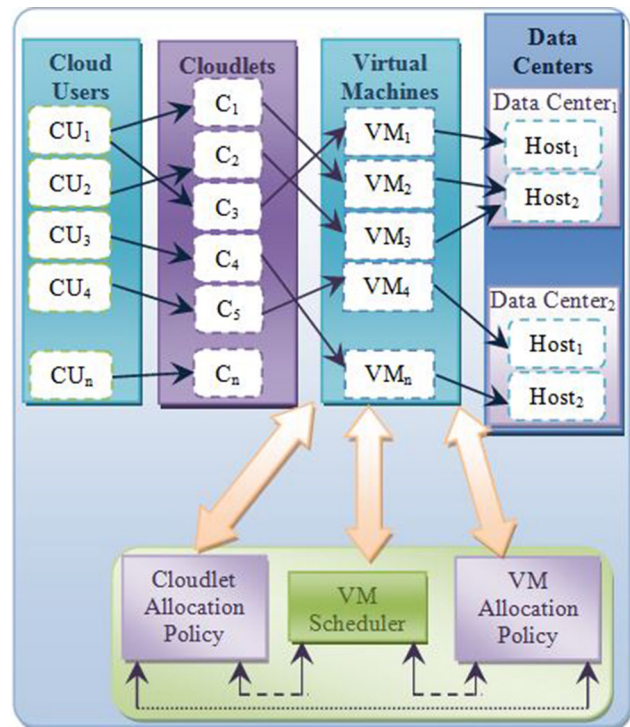 Cloud
Users
CU₁
CU₂
CU₃
CU₄
CUₙ
Cloudlets
C₁
C₂
C₃
C₄
C₅
Cₙ
Virtual
Machines
VM₁
VM₂
VM₃
VM₄
VMₙ
Data
Centers
Data Center₁
Host₁
Host₂
Data Center₂
Host₁
Host₂
Cloudlet
Allocation
Policy
VM
Scheduler
VM
Allocation
Policy